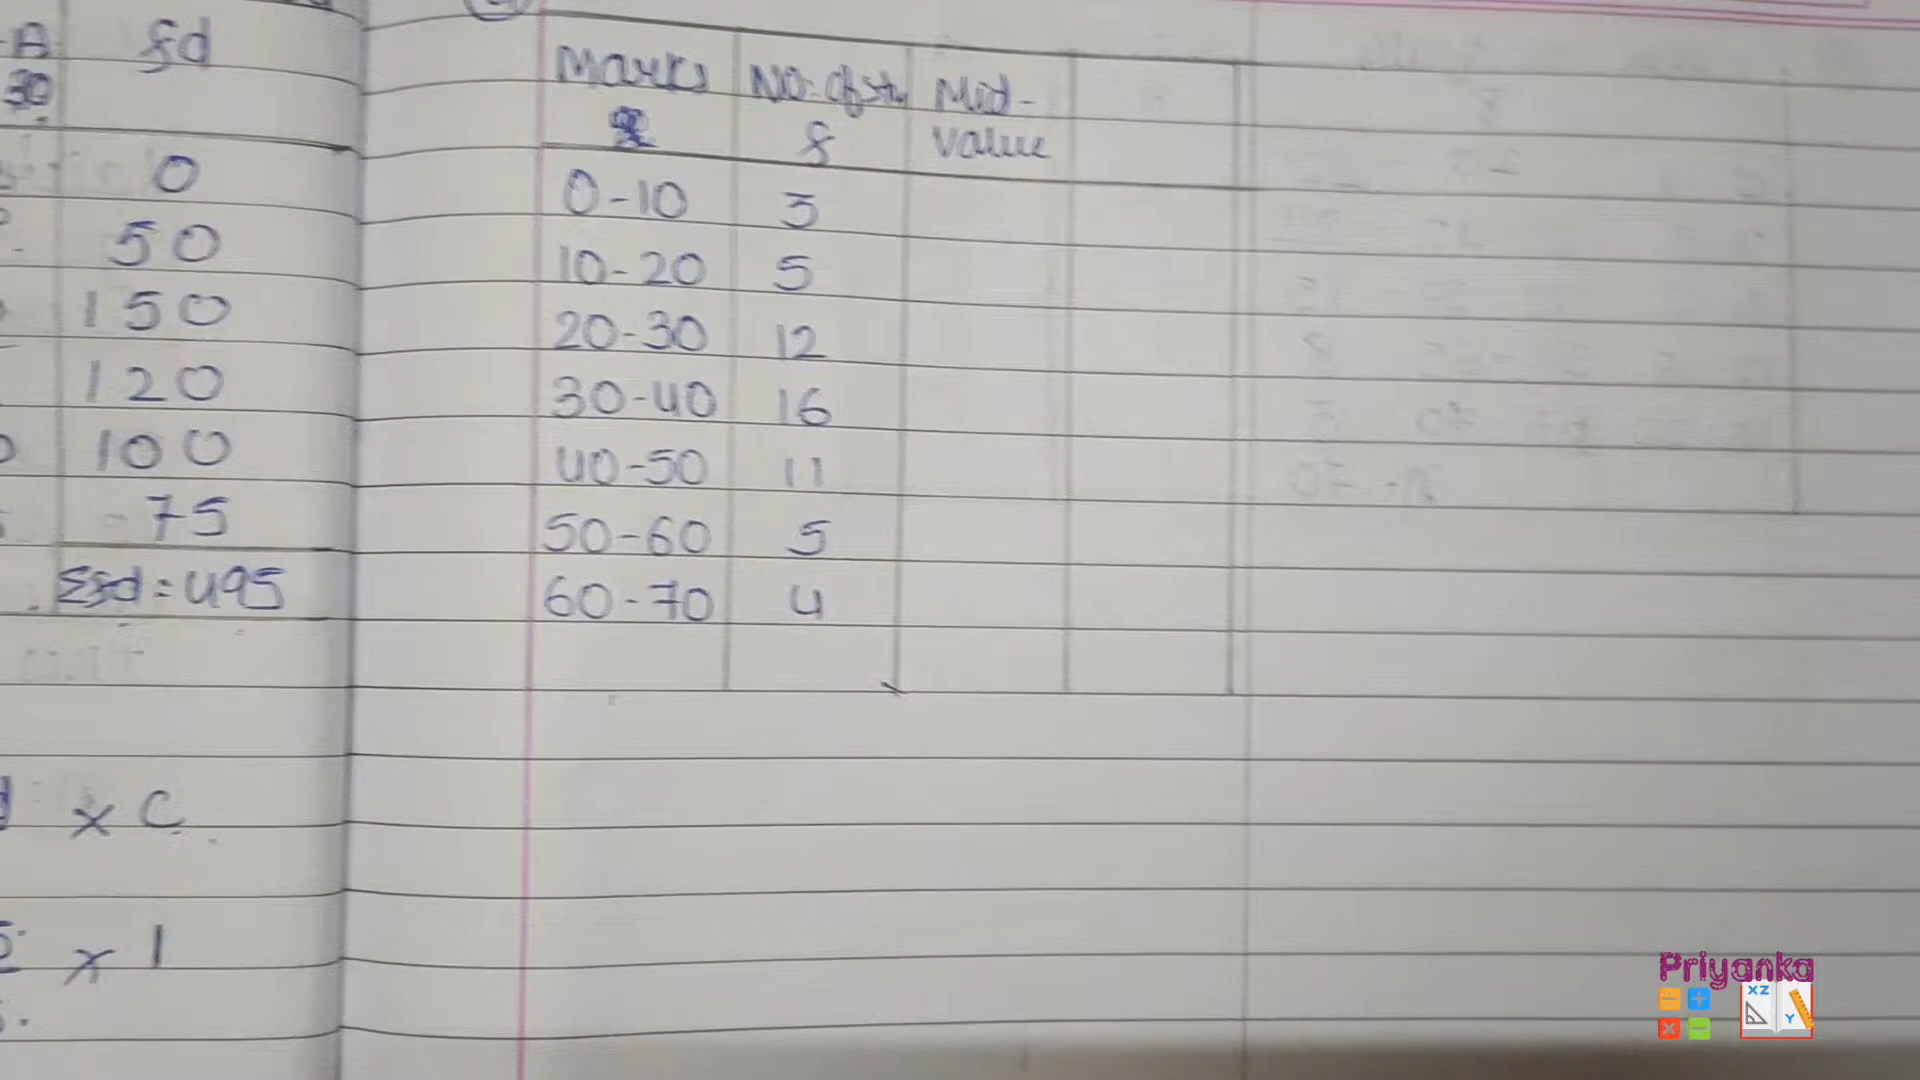 -A fd
30
0
50
150
120
100
75
Σfd = 495
x C
x 1
Marks No. of stu Mid-
f value
0-10 3
10-20 5
20-30 12
30-40 16
40-50 11
50-60 5
60-70 4
Priyanka
XZ
Y